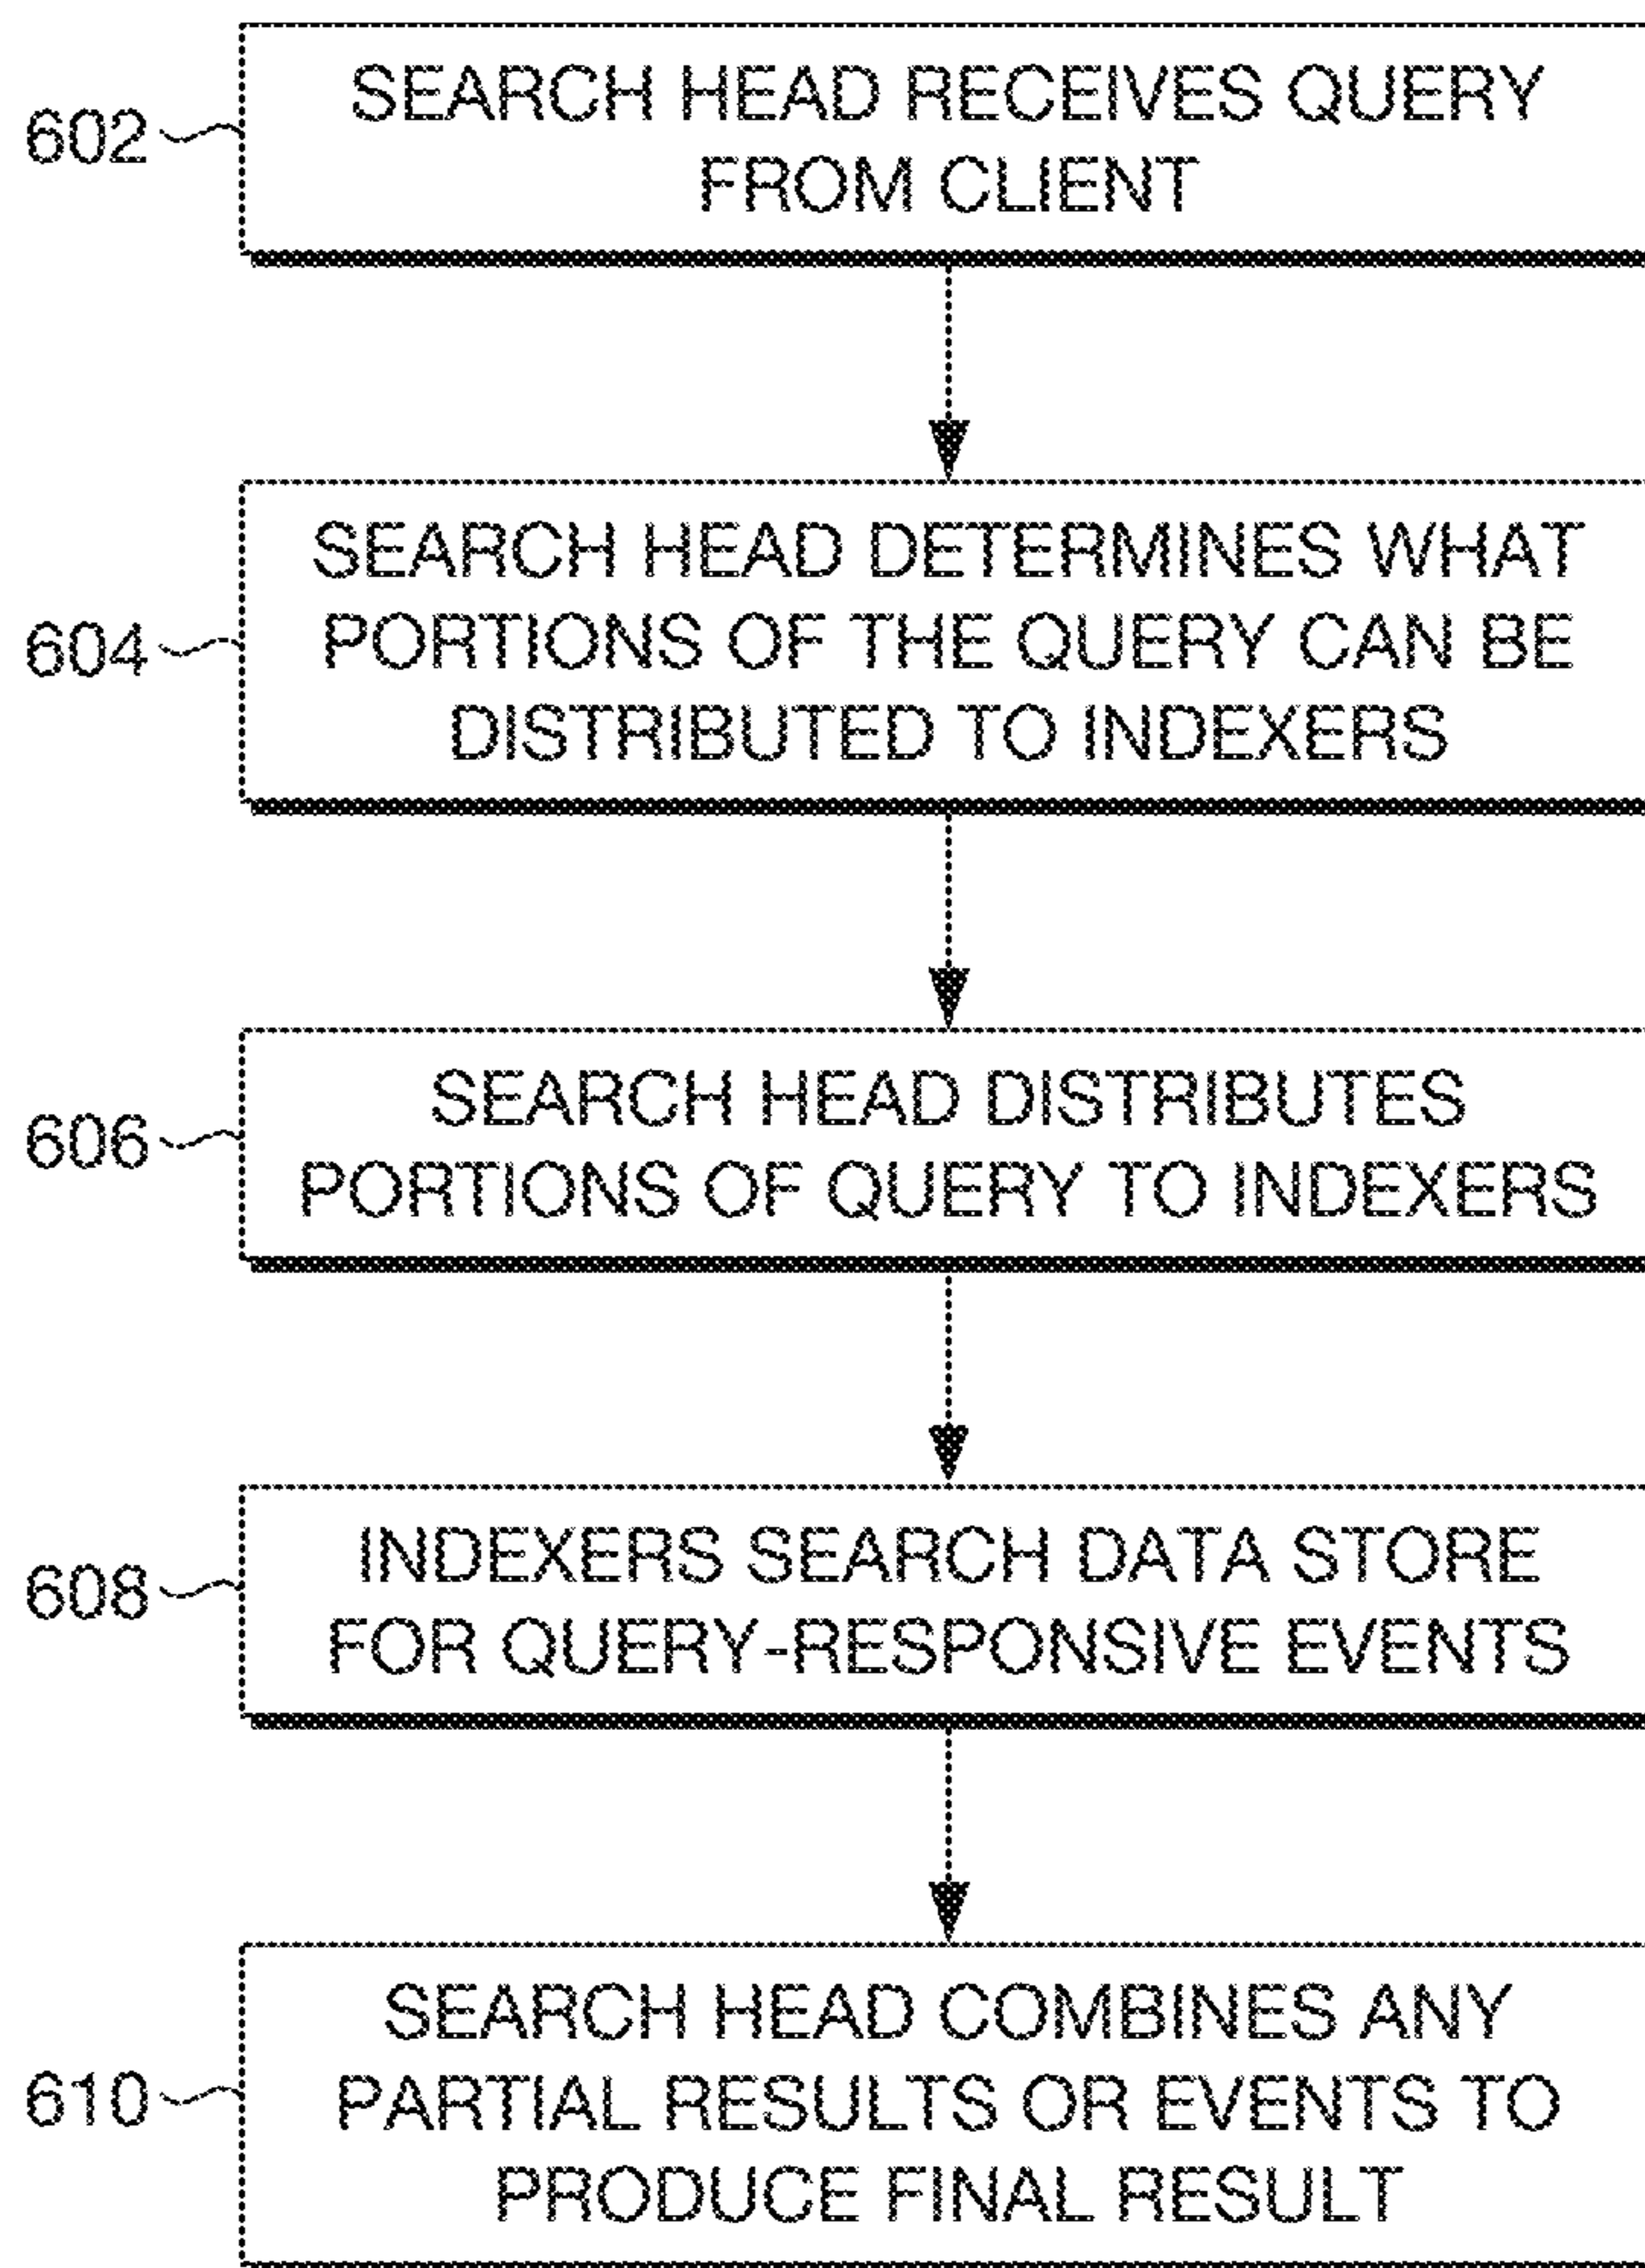 602
SEARCH HEAD RECEIVES QUERY
FROM CLIENT
604
SEARCH HEAD DETERMINES WHAT
PORTIONS OF THE QUERY CAN BE
DISTRIBUTED TO INDEXERS
606
SEARCH HEAD DISTRIBUTES
PORTIONS OF QUERY TO INDEXERS
608
INDEXERS SEARCH DATA STORE
FOR QUERY-RESPONSIVE EVENTS
610
SEARCH HEAD COMBINES ANY
PARTIAL RESULTS OR EVENTS TO
PRODUCE FINAL RESULT